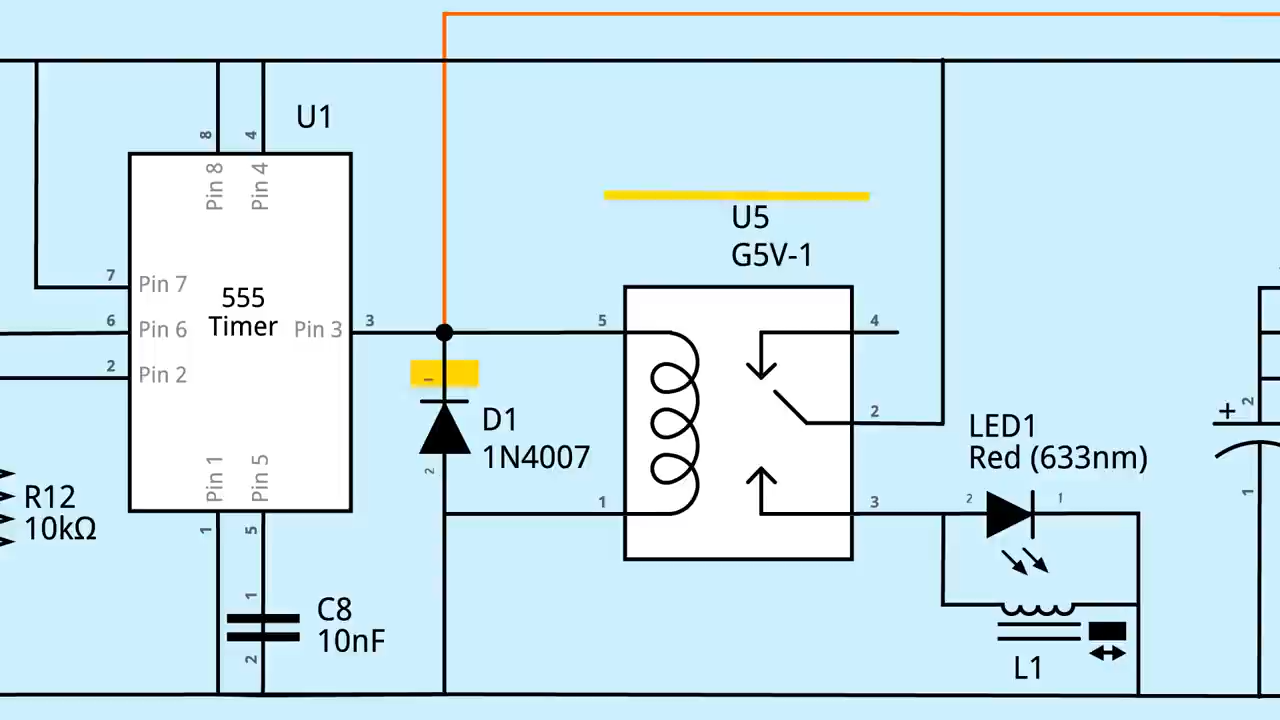 U1
8
4
Pin 8
Pin 4
7
Pin 7
6
Pin 6
2
Pin 2
555
Timer
Pin 3
3
Pin 1
Pin 5
1
5
R12
10kΩ
1
2
C8
10nF
D1
1N4007
2
U5
G5V-1
5
1
4
2
3
LED1
Red (633nm)
2
1
L1
+
2
1